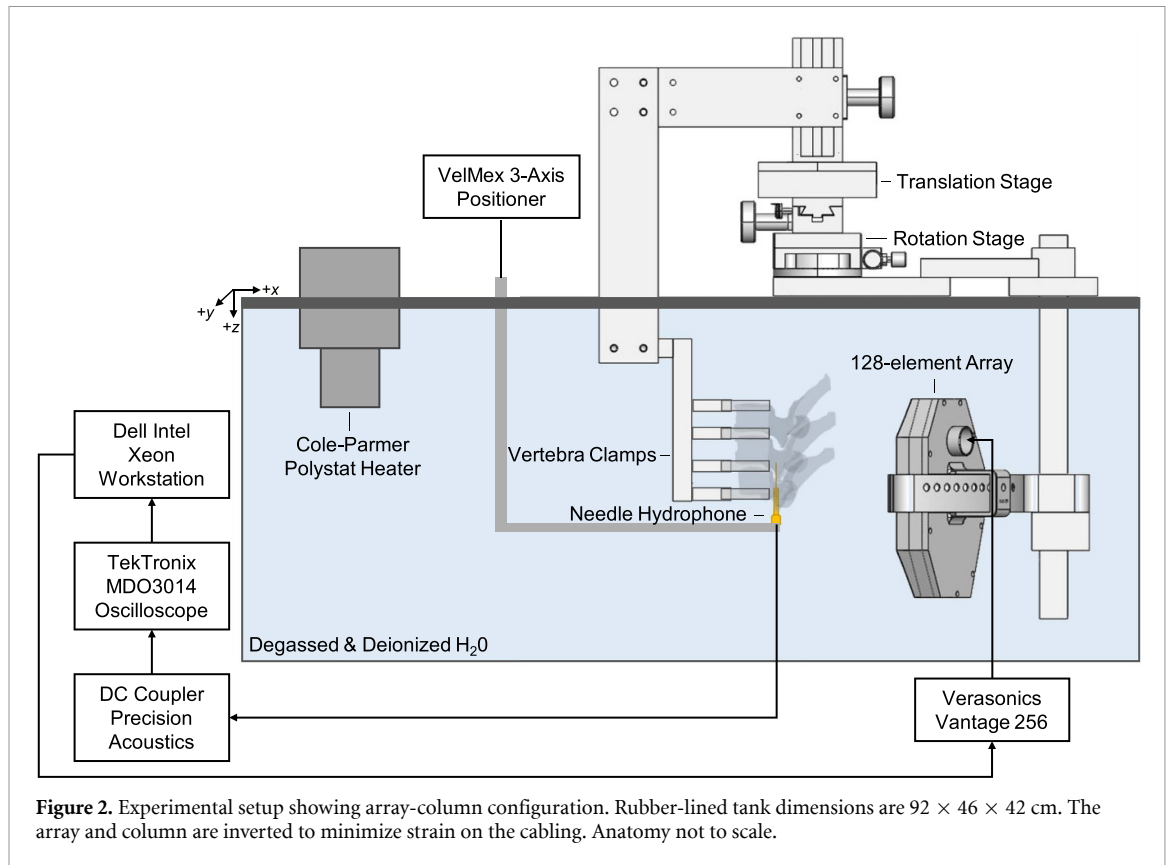 VelMex 3-Axis
Positioner
Translation Stage
Rotation Stage
+x
+y
+z
128-element Array
Dell Intel
Xeon
Workstation
Cole-Parmer
Polystat Heater
Vertebra Clamps
Needle Hydrophone
TekTronix
MDO3014
Oscilloscope
Degassed & Deionized H₂0
DC Coupler
Precision
Acoustics
Verasonics
Vantage 256
Figure 2. Experimental setup showing array-column configuration. Rubber-lined tank dimensions are 92 × 46 × 42 cm. The
array and column are inverted to minimize strain on the cabling. Anatomy not to scale.